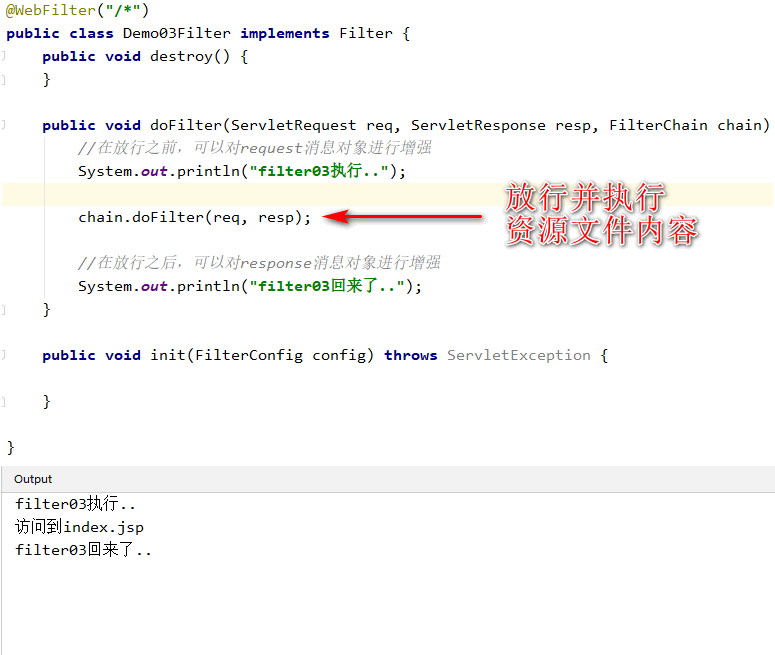 @WebFilter("/*")
public class Demo03Filter implements Filter {
    public void destroy() {
    }
    public void doFilter(ServletRequest req, ServletResponse resp, FilterChain chain)
        //在放行之前，可以对request消息对象进行增强
        System.out.println("filter03执行..");
        chain.doFilter(req, resp);
放行并执行
资源文件内容
        //在放行之后，可以对response消息对象进行增强
        System.out.println("filter03回来了..");
    }
    public void init(FilterConfig config) throws ServletException {
    }
}
Output
filter03执行..
访问到index.jsp
filter03回来了..